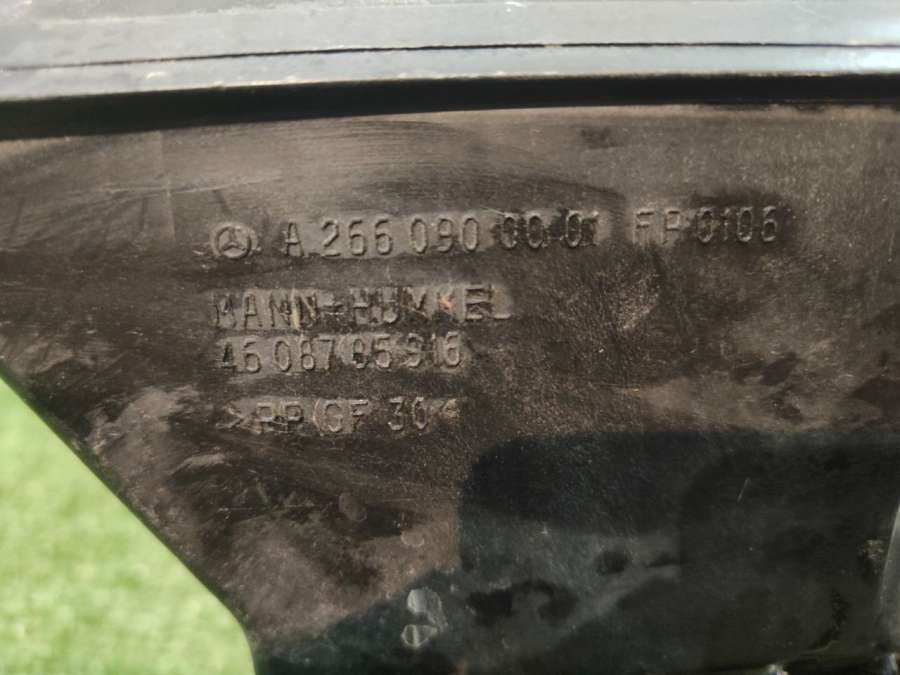 A 266 090 00 01 FP 0106
MANN+HUMMEL
46 087 05 916
>PP GF 30<